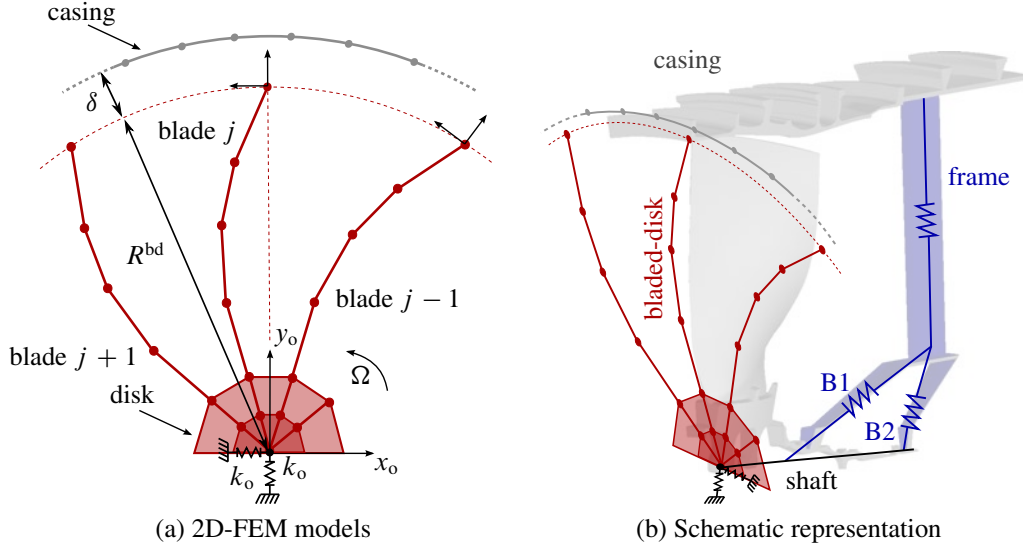 casing
δ
blade j
R^bd
blade j − 1
blade j + 1
y_o
Ω
disk
x_o
k_o
k_o
(a) 2D-FEM models
casing
frame
bladed-disk
B1
B2
shaft
(b) Schematic representation